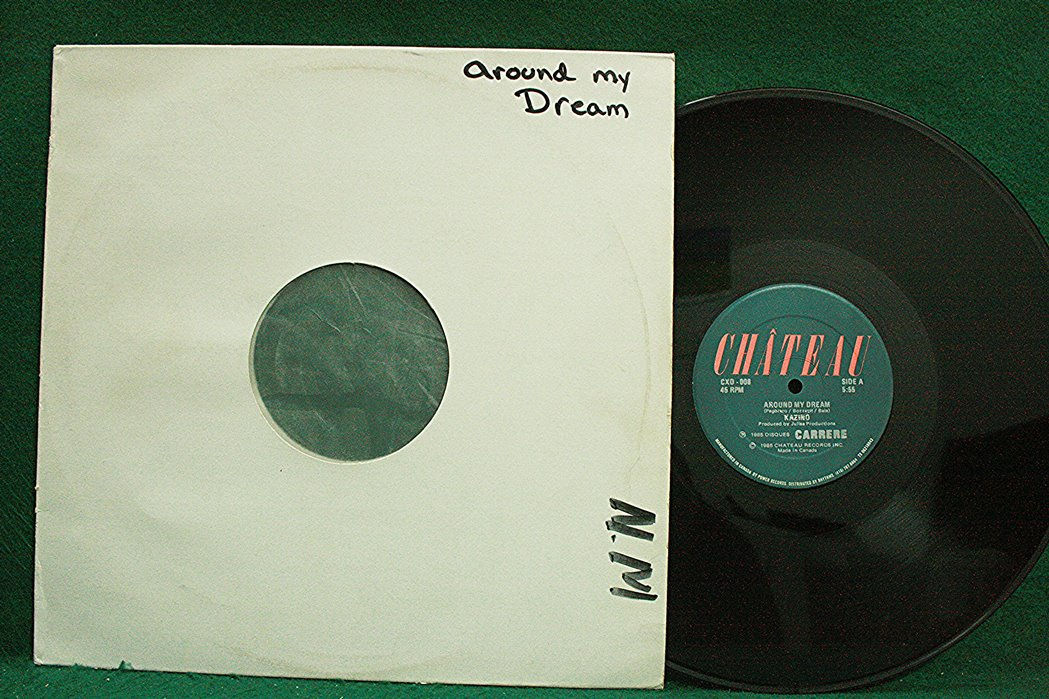 around my
Dream
N.M
CHÂTEAU
CXD - 008
45 RPM
SIDE A
5:55
AROUND MY DREAM
KAZINO
Produced by Julisa Productions
℗ 1985 DISQUES CARRERE
© 1985 CHATEAU RECORDS INC.
Made in Canada